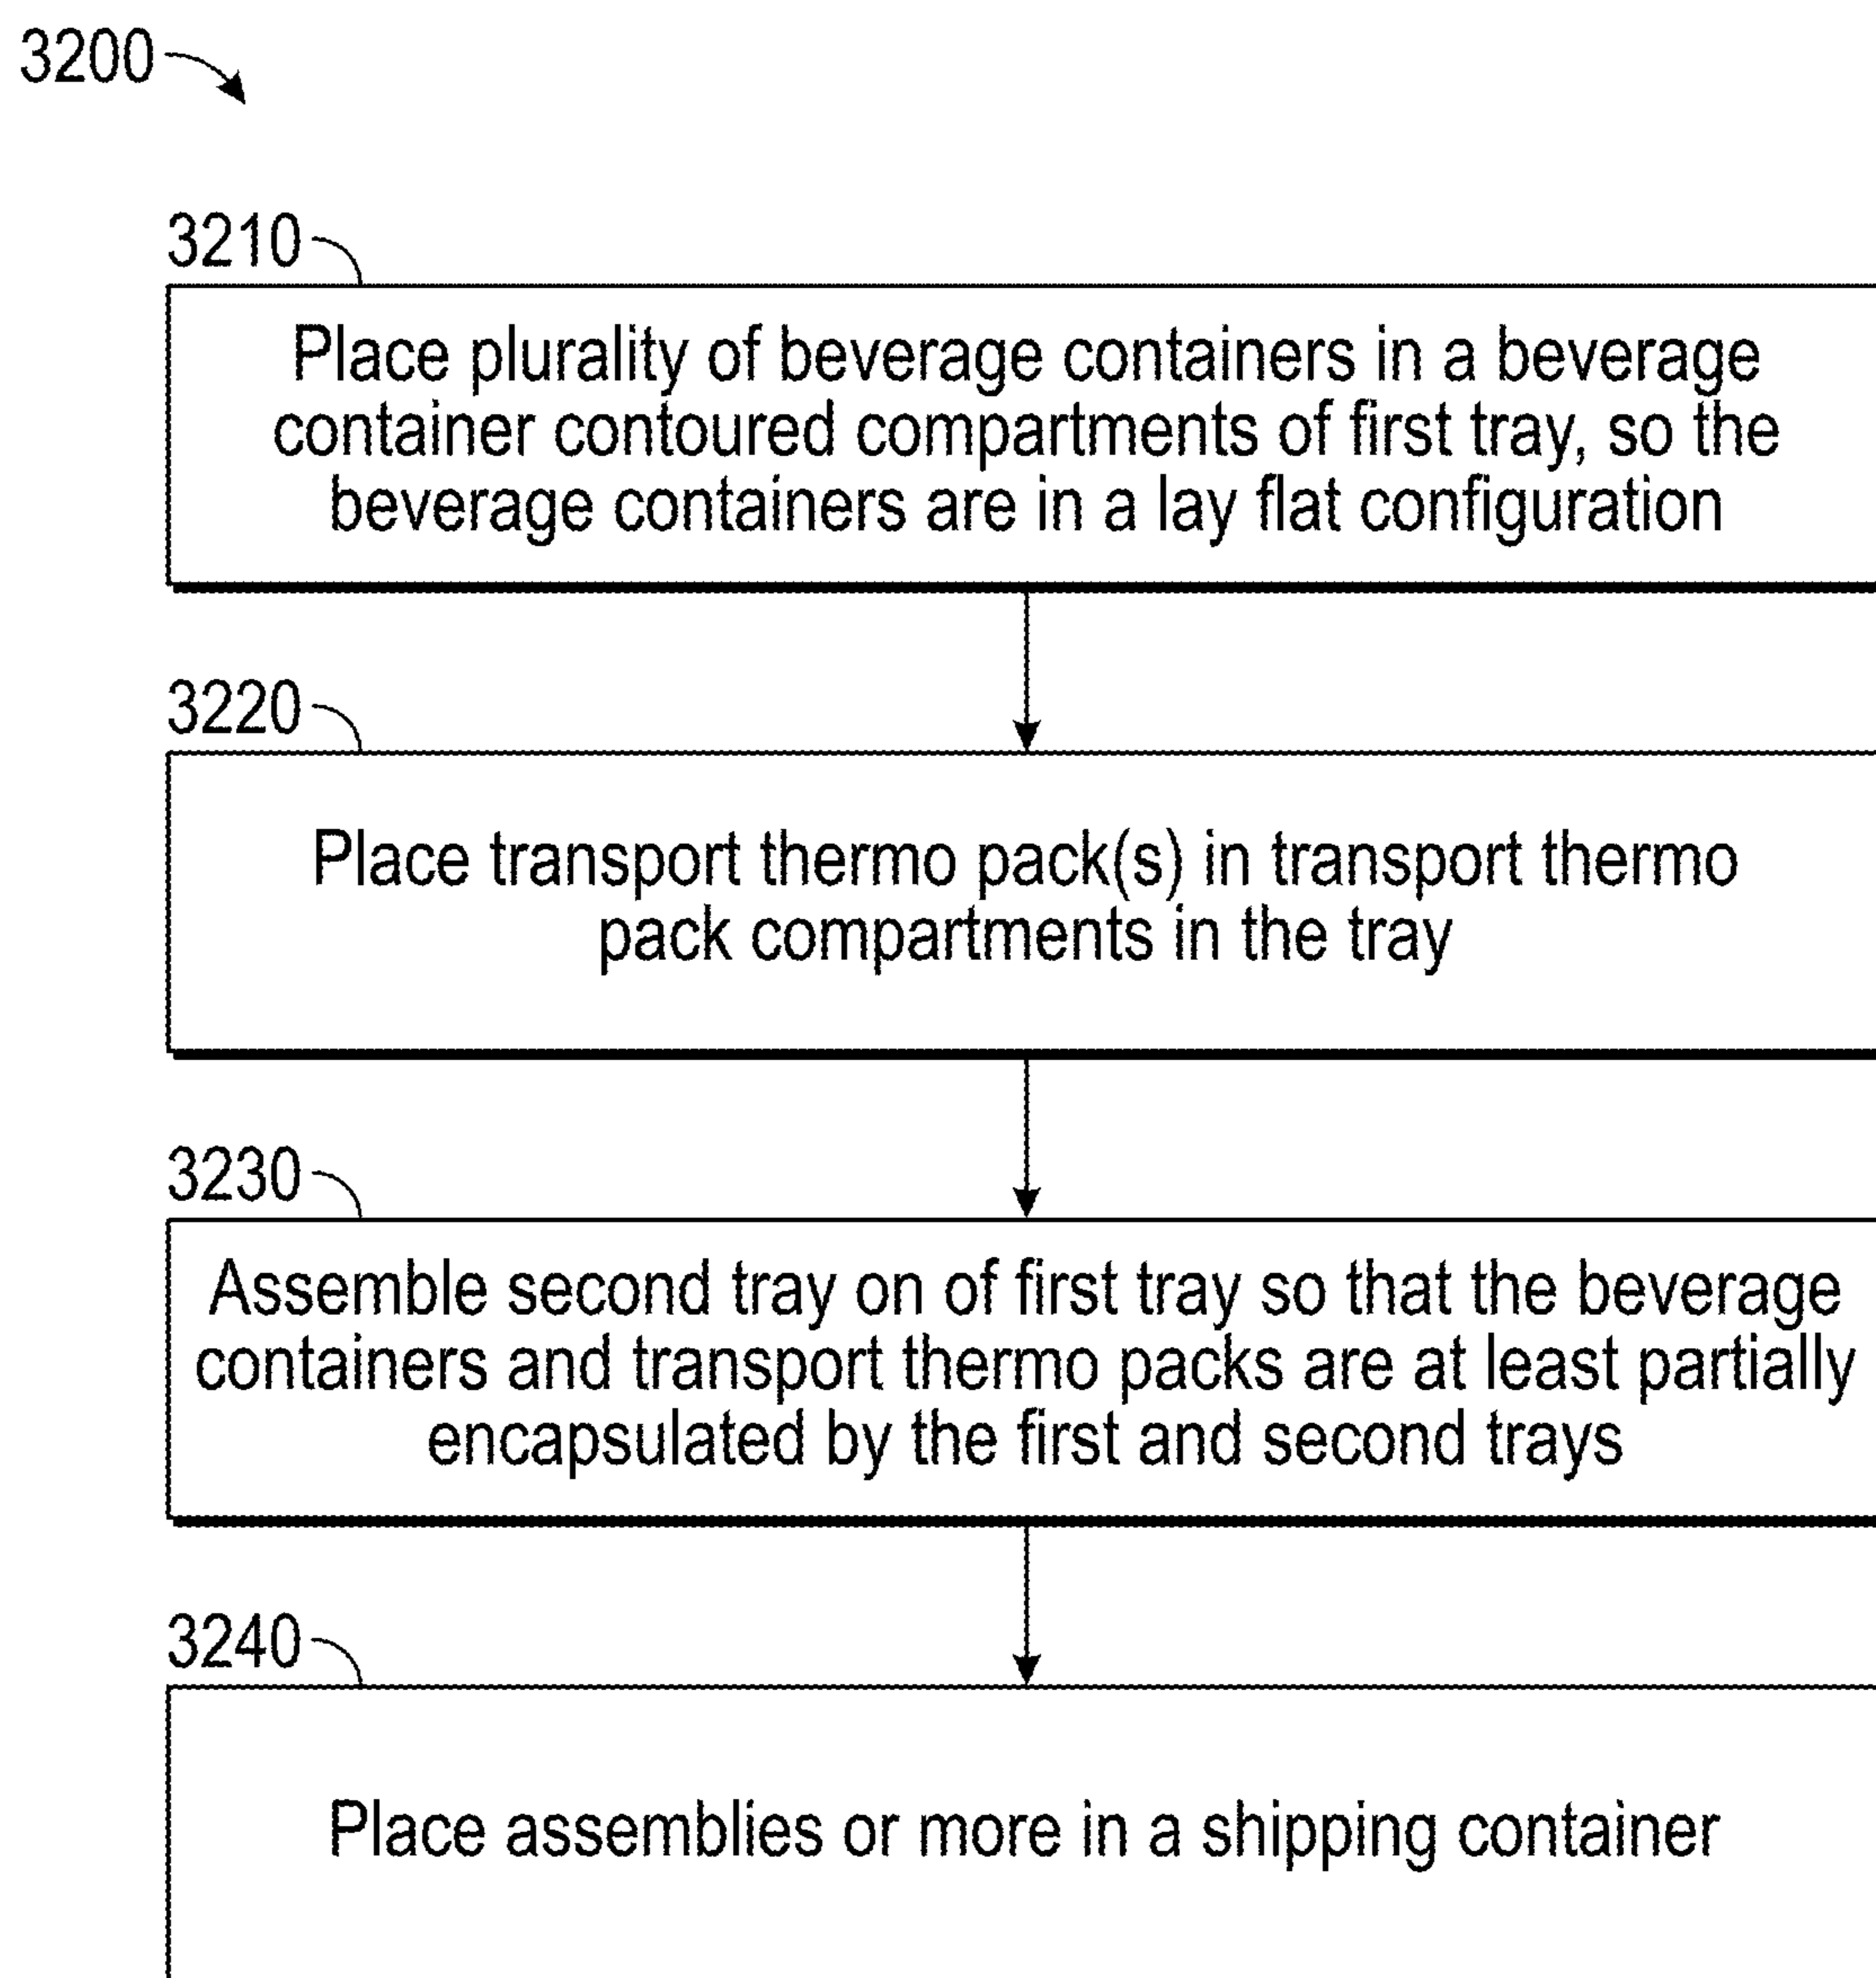 3200
3210
Place plurality of beverage containers in a beverage
container contoured compartments of first tray, so the
beverage containers are in a lay flat configuration
3220
Place transport thermo pack(s) in transport thermo
pack compartments in the tray
3230
Assemble second tray on of first tray so that the beverage
containers and transport thermo packs are at least partially
encapsulated by the first and second trays
3240
Place assemblies or more in a shipping container